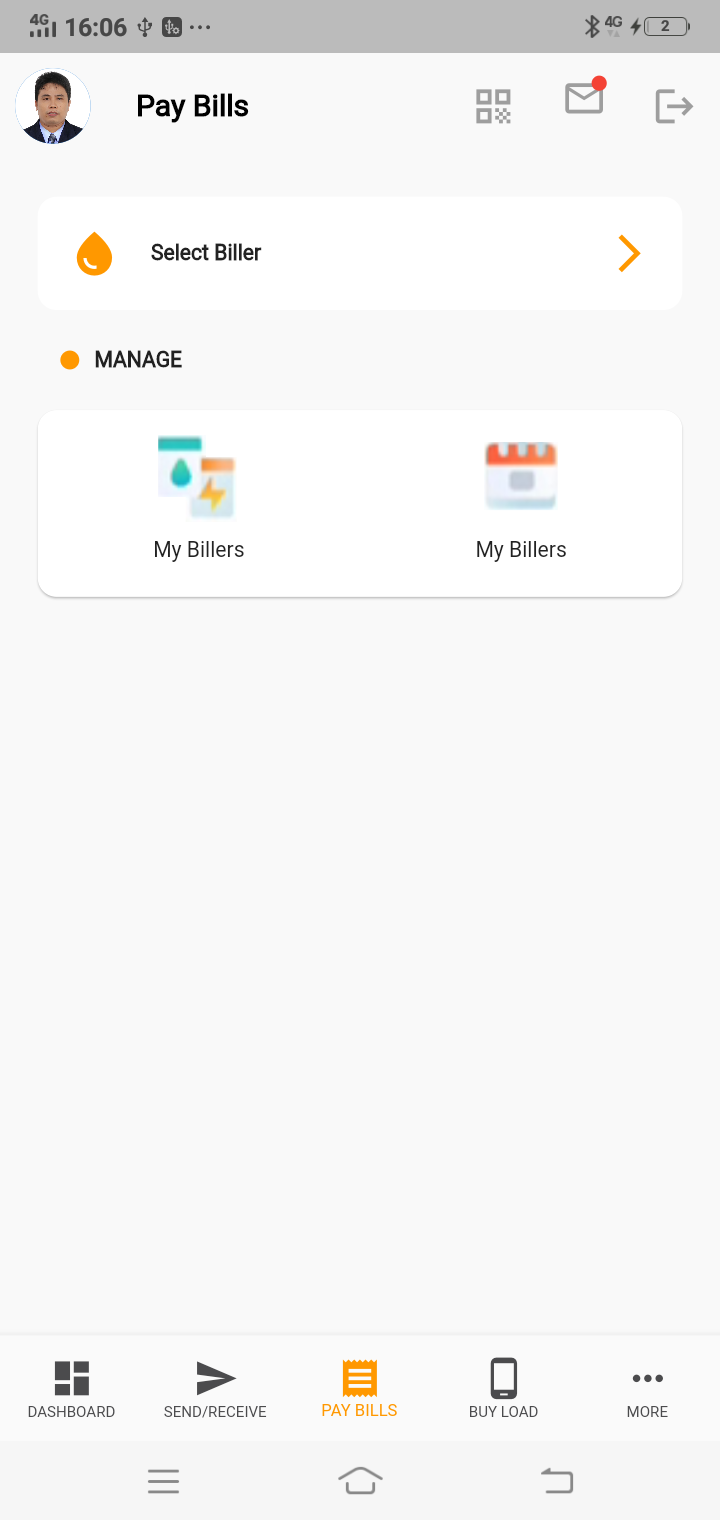 4G 16:06 ... 4G 2
Pay Bills
Select Biller
MANAGE
My Billers My Billers
DASHBOARD SEND/RECEIVE PAY BILLS BUY LOAD MORE